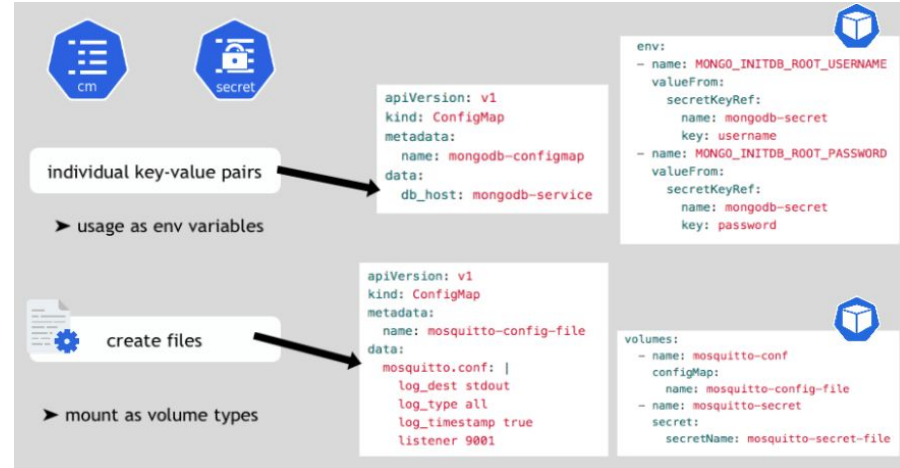 cm
secret
individual key-value pairs
➤ usage as env variables
apiVersion: v1
kind: ConfigMap
metadata:
  name: mongodb-configmap
data:
  db_host: mongodb-service
env:
- name: MONGO_INITDB_ROOT_USERNAME
  valueFrom:
    secretKeyRef:
      name: mongodb-secret
      key: username
- name: MONGO_INITDB_ROOT_PASSWORD
  valueFrom:
    secretKeyRef:
      name: mongodb-secret
      key: password
create files
➤ mount as volume types
apiVersion: v1
kind: ConfigMap
metadata:
  name: mosquitto-config-file
data:
  mosquitto.conf: |
    log_dest stdout
    log_type all
    log_timestamp true
    listener 9001
volumes:
  - name: mosquitto-conf
    configMap:
      name: mosquitto-config-file
  - name: mosquitto-secret
    secret:
      secretName: mosquitto-secret-file